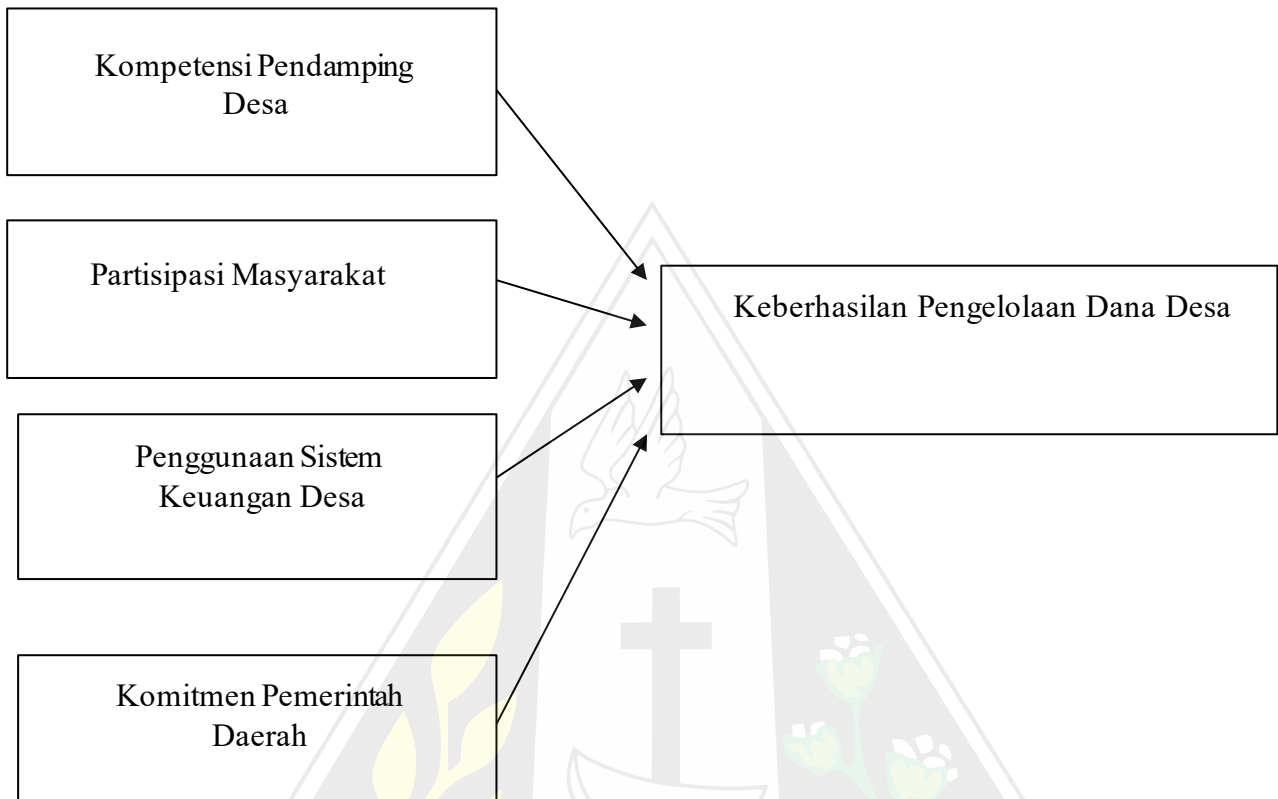 Kompetensi Pendamping
Desa
Partisipasi Masyarakat
Keberhasilan Pengelolaan Dana Desa
Penggunaan Sistem
Keuangan Desa
Komitmen Pemerintah
Daerah